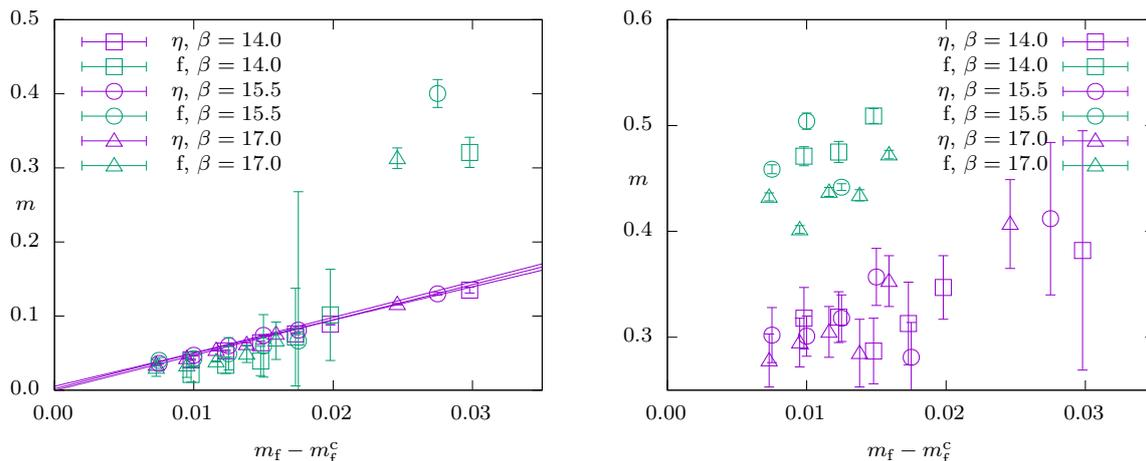 0.5
0.4
0.3
0.2
0.1
0.0
m
η, β = 14.0
f, β = 14.0
η, β = 15.5
f, β = 15.5
η, β = 17.0
f, β = 17.0
0.00 0.01 0.02 0.03
m_f − m_f^c
0.6
0.5
0.4
0.3
m
η, β = 14.0
f, β = 14.0
η, β = 15.5
f, β = 15.5
η, β = 17.0
f, β = 17.0
0.00 0.01 0.02 0.03
m_f − m_f^c